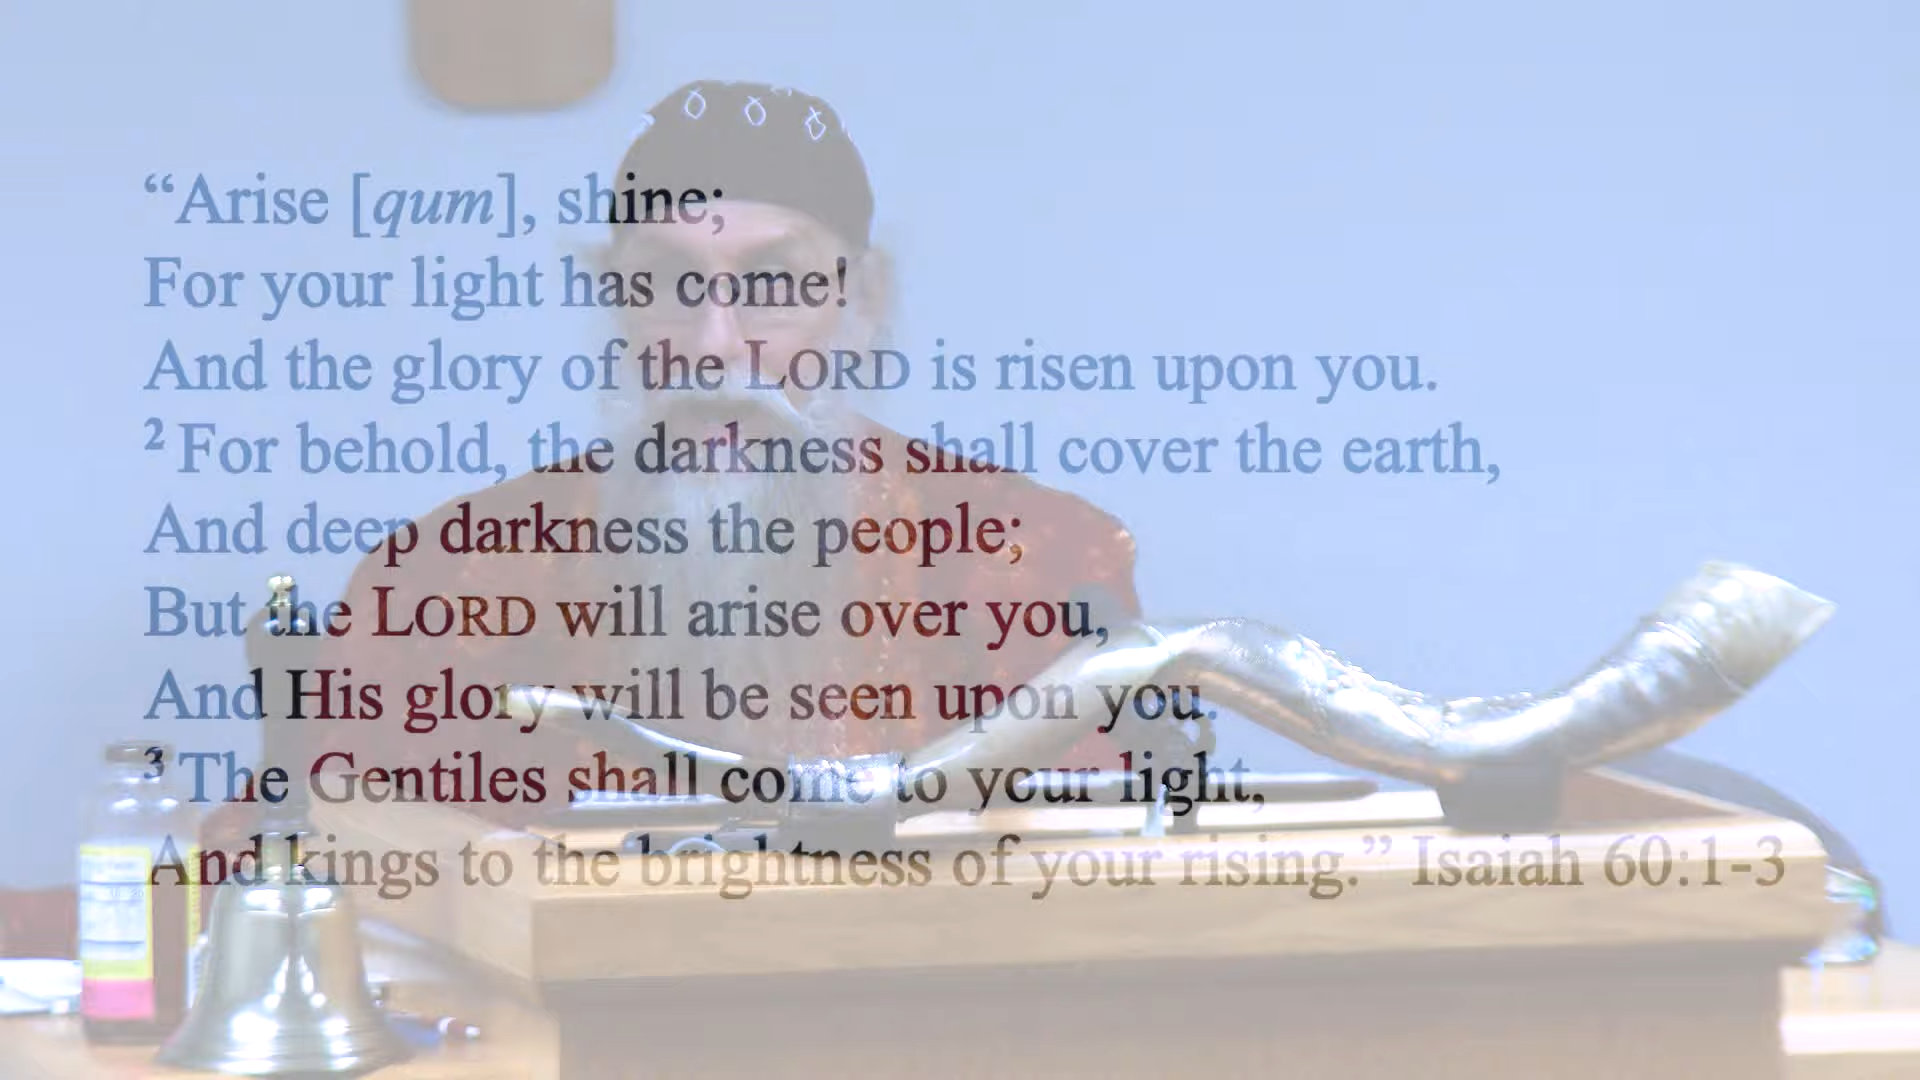 “Arise [qum], shine;
For your light has come!
And the glory of the LORD is risen upon you.
2 For behold, the darkness shall cover the earth,
And deep darkness the people;
But the LORD will arise over you,
And His glory will be seen upon you.
3 The Gentiles shall come to your light,
And kings to the brightness of your rising.” Isaiah 60:1-3